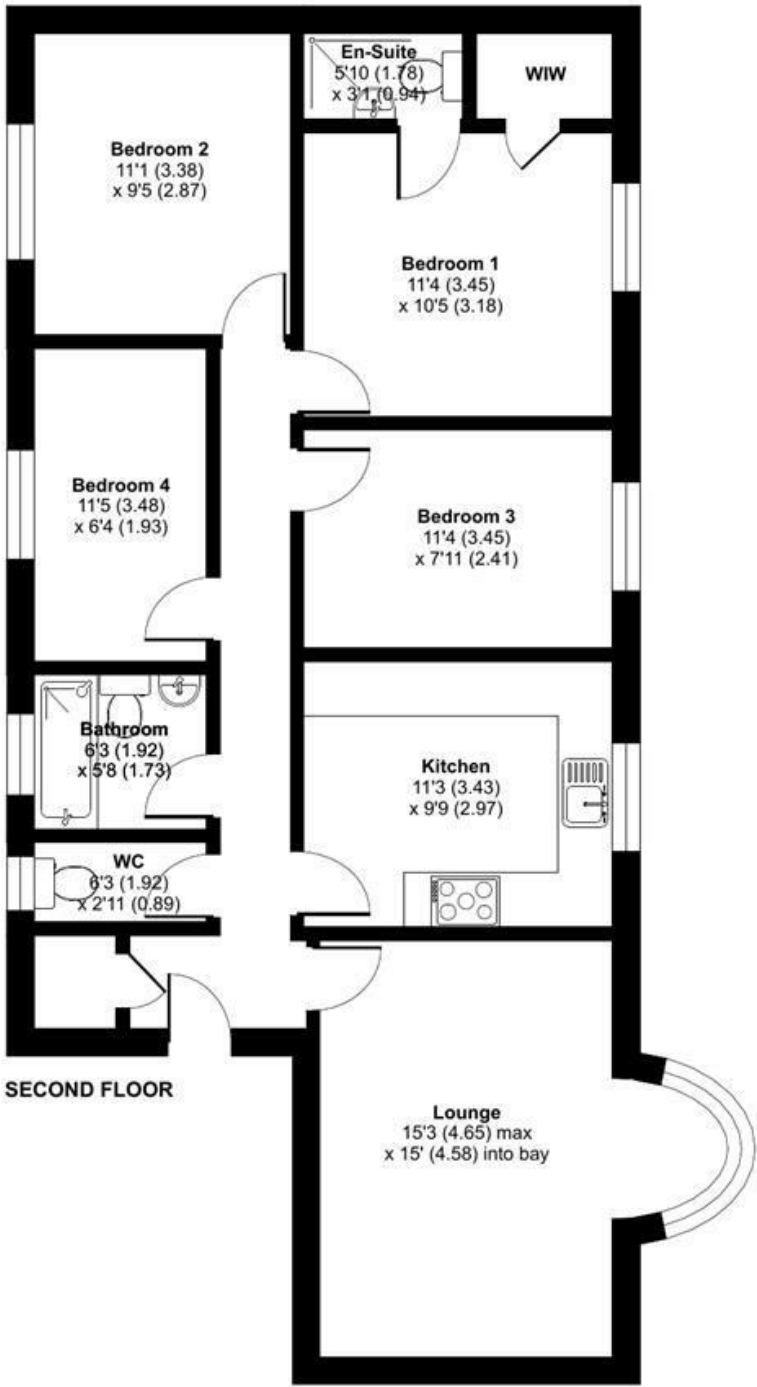 En-Suite
5'10 (1.78)
x 3'1 (0.94)
WIW
Bedroom 2
11'1 (3.38)
x 9'5 (2.87)
Bedroom 1
11'4 (3.45)
x 10'5 (3.18)
Bedroom 4
11'5 (3.48)
x 6'4 (1.93)
Bedroom 3
11'4 (3.45)
x 7'11 (2.41)
Bathroom
6'3 (1.92)
x 5'8 (1.73)
Kitchen
11'3 (3.43)
x 9'9 (2.97)
WC
6'3 (1.92)
x 2'11 (0.89)
SECOND FLOOR
Lounge
15'3 (4.65) max
x 15' (4.58) into bay